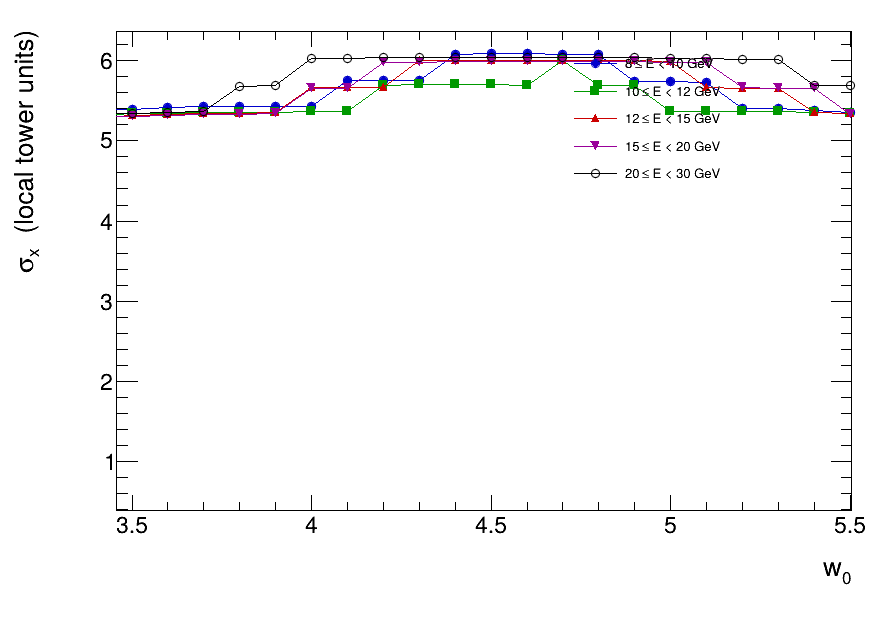 σx (local tower units)
6
5
4
3
2
1
8 ≤ E < 10 GeV
10 ≤ E < 12 GeV
12 ≤ E < 15 GeV
15 ≤ E < 20 GeV
20 ≤ E < 30 GeV
3.5 4 4.5 5 5.5
w0